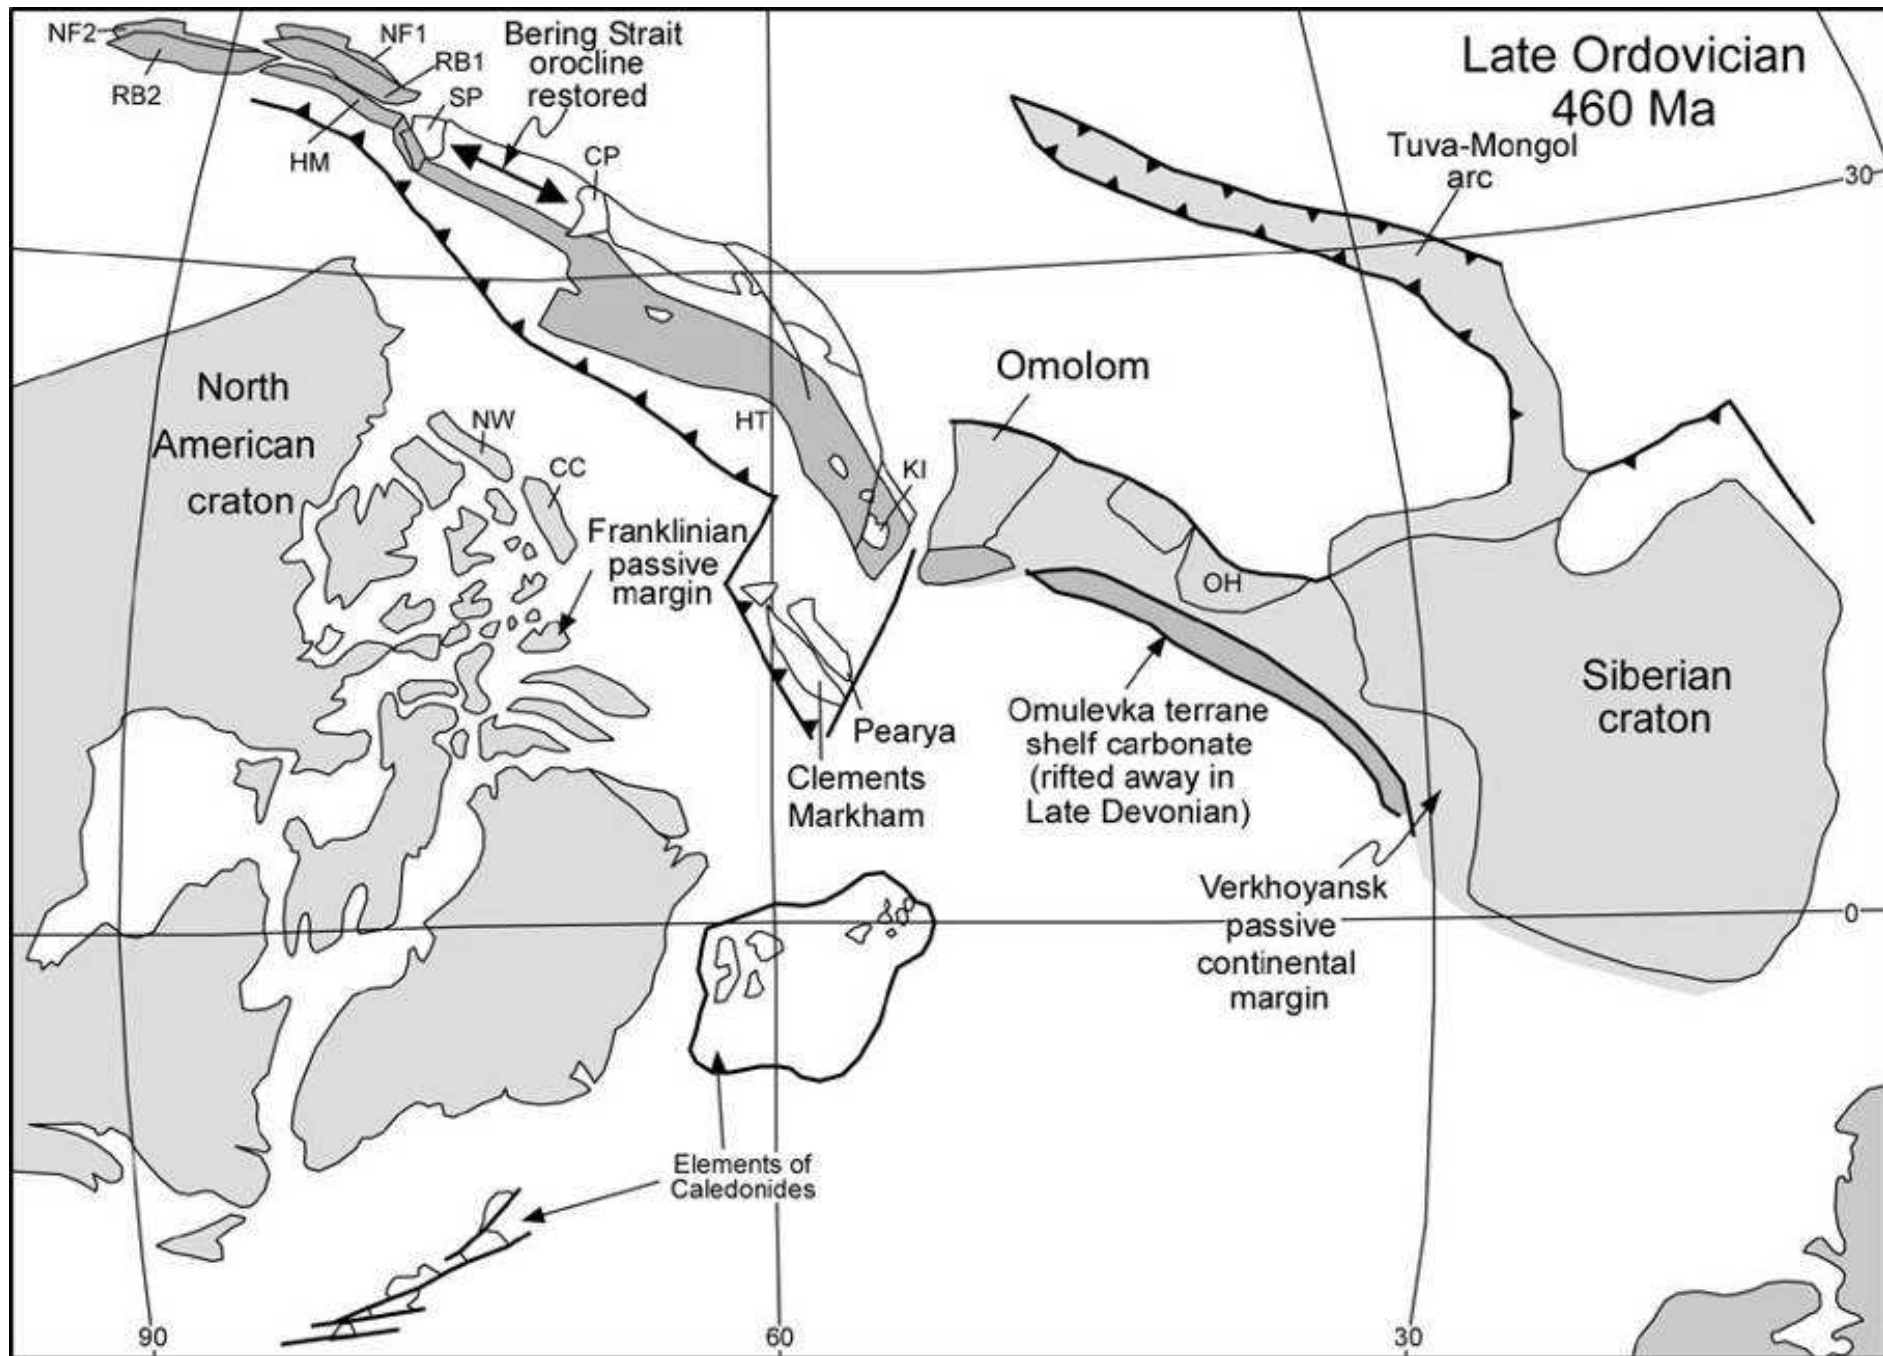 Late Ordovician
460 Ma
NF2
RB2
NF1
RB1
SP
HM
Bering Strait
orocline
restored
CP
Tuva-Mongol
arc
30
North
American
craton
NW
CC
HT
KI
Omolom
OH
Franklinian
passive
margin
Siberian
craton
Omulevka terrane
shelf carbonate
(rifted away in
Late Devonian)
Pearya
Clements
Markham
Verkhoyansk
passive
continental
margin
0
Elements of
Caledonides
90
60
30